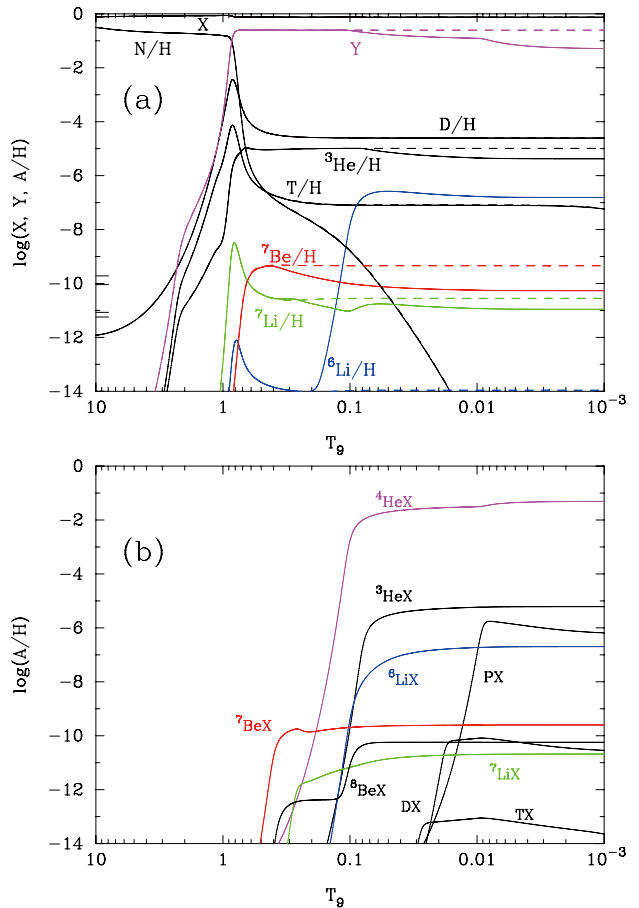 0
-2
-4
-6
-8
-10
-12
-14
log(X, Y, A/H)
X
N/H
Y
(a)
D/H
³He/H
T/H
⁷Be/H
⁷Li/H
⁶Li/H
10
1
0.1
0.01
10⁻³
T₉
0
-2
-4
-6
-8
-10
-12
-14
log(A/H)
⁴HeX
(b)
³HeX
⁶LiX
PX
⁷BeX
⁸BeX
⁷LiX
DX
TX
10
1
0.1
0.01
10⁻³
T₉